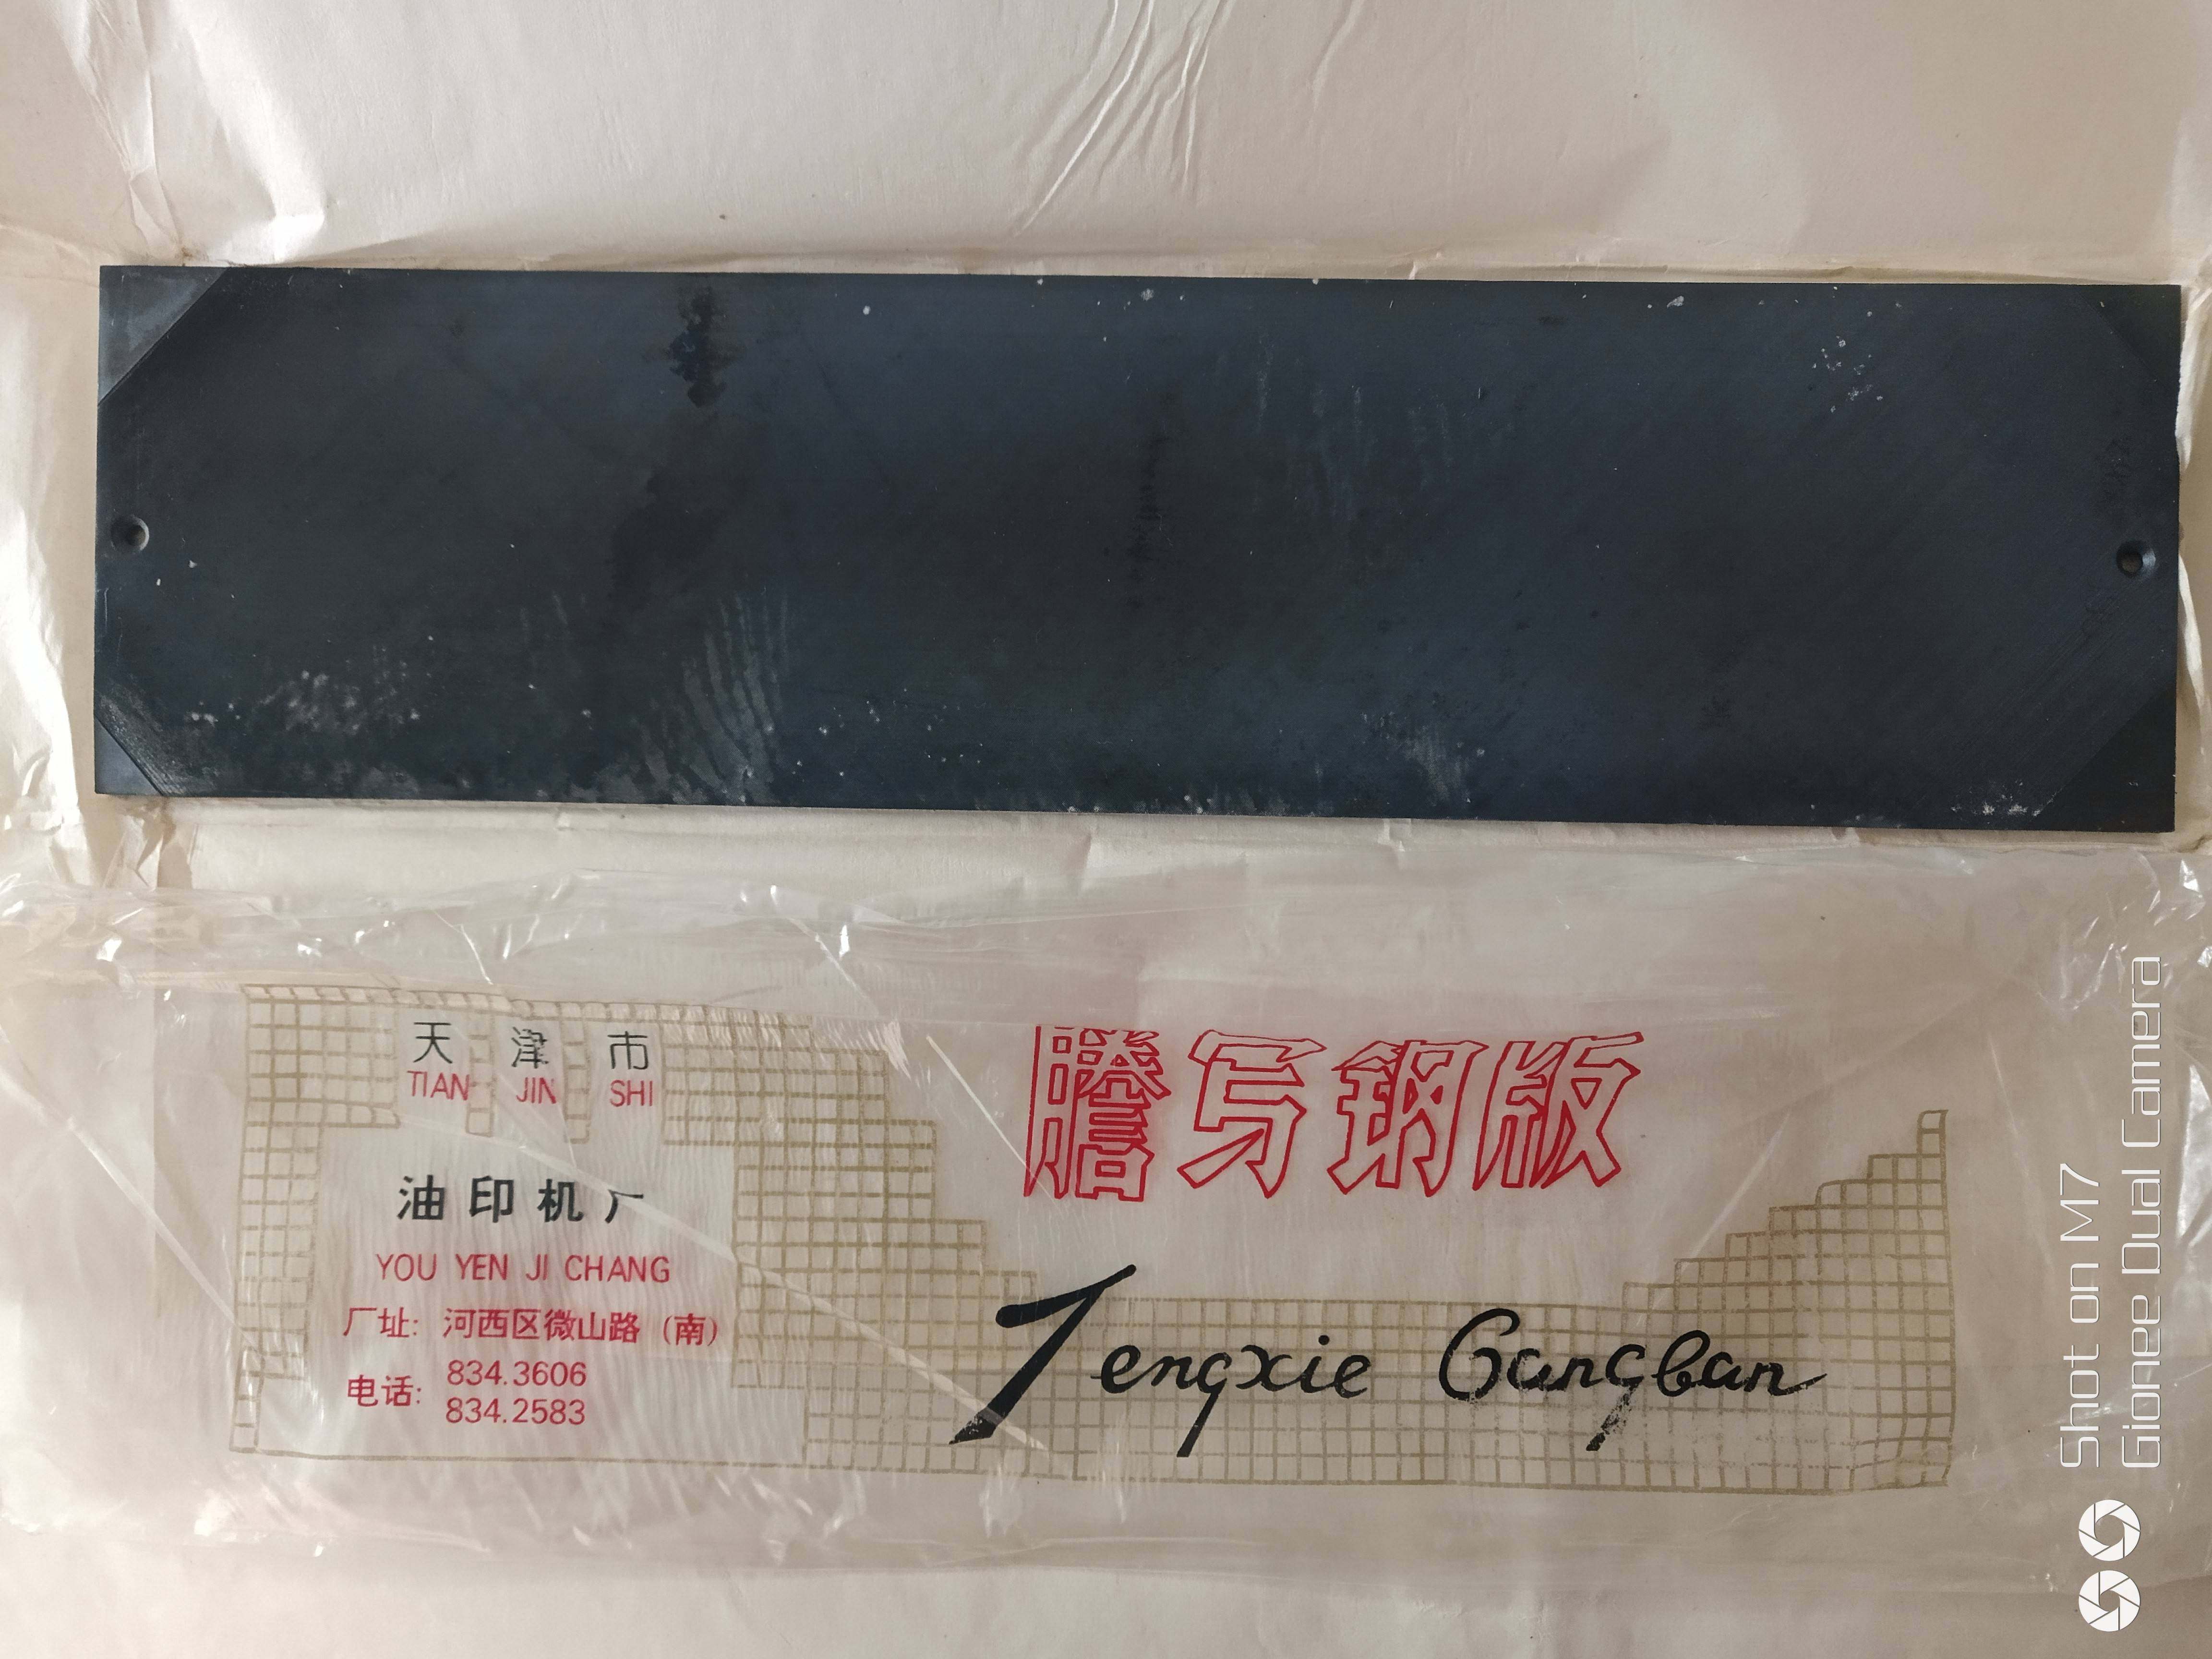 天津市
TIAN JIN SHI
油印机厂
YOU YEN JI CHANG
厂址: 河西区微山路 (南)
电话: 834.3606
834.2583
謄写钢版
Tengxie Gangban
Shot on M7
Gionee Dual Camera